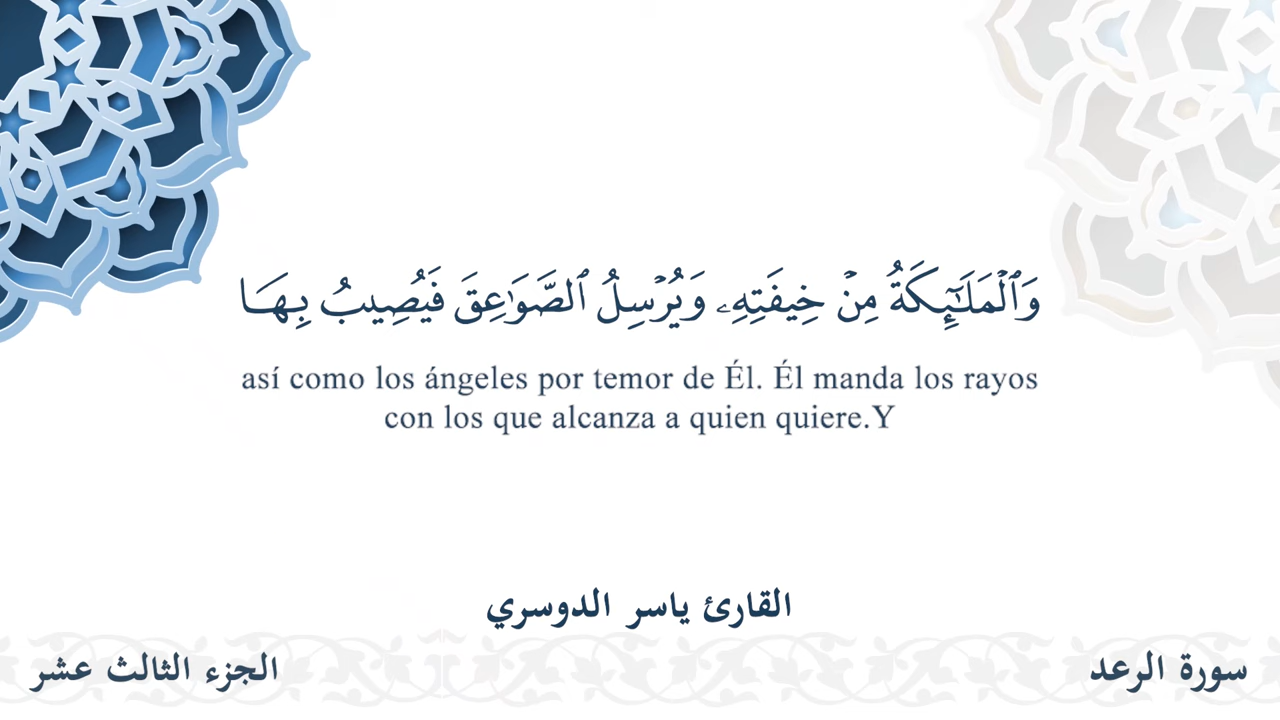 وَٱلْمَلَـٰٓئِكَةُ مِنْ خِيفَتِهِۦ وَيُرْسِلُ ٱلصَّوَٰعِقَ فَيُصِيبُ بِهَا
así como los ángeles por temor de Él. Él manda los rayos
con los que alcanza a quien quiere.Y
القارئ ياسر الدوسري
سورة الرعد
الجزء الثالث عشر